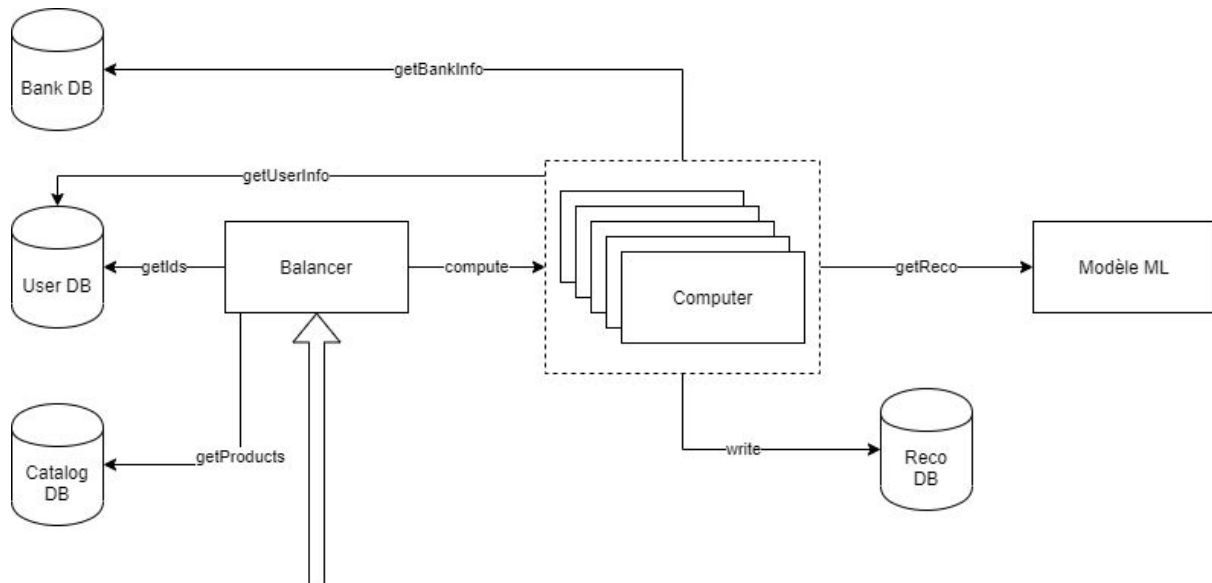 getBankInfo
Bank DB
getUserInfo
getIds
Balancer
compute
getReco
Modèle ML
User DB
Computer
getProducts
write
Catalog
DB
Reco
DB